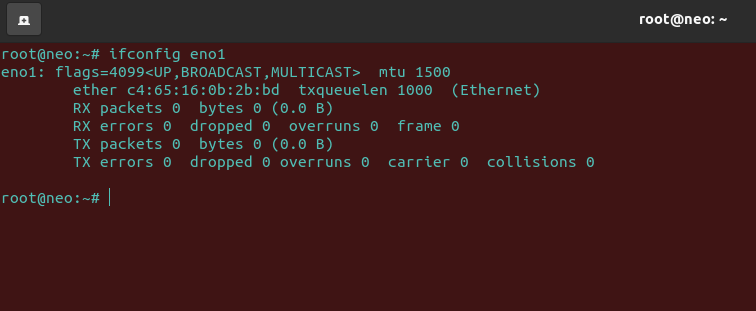 root@neo: ~
root@neo:~# ifconfig eno1
eno1: flags=4099<UP,BROADCAST,MULTICAST>  mtu 1500
        ether c4:65:16:0b:2b:bd  txqueuelen 1000  (Ethernet)
        RX packets 0  bytes 0 (0.0 B)
        RX errors 0  dropped 0  overruns 0  frame 0
        TX packets 0  bytes 0 (0.0 B)
        TX errors 0  dropped 0 overruns 0  carrier 0  collisions 0
root@neo:~#